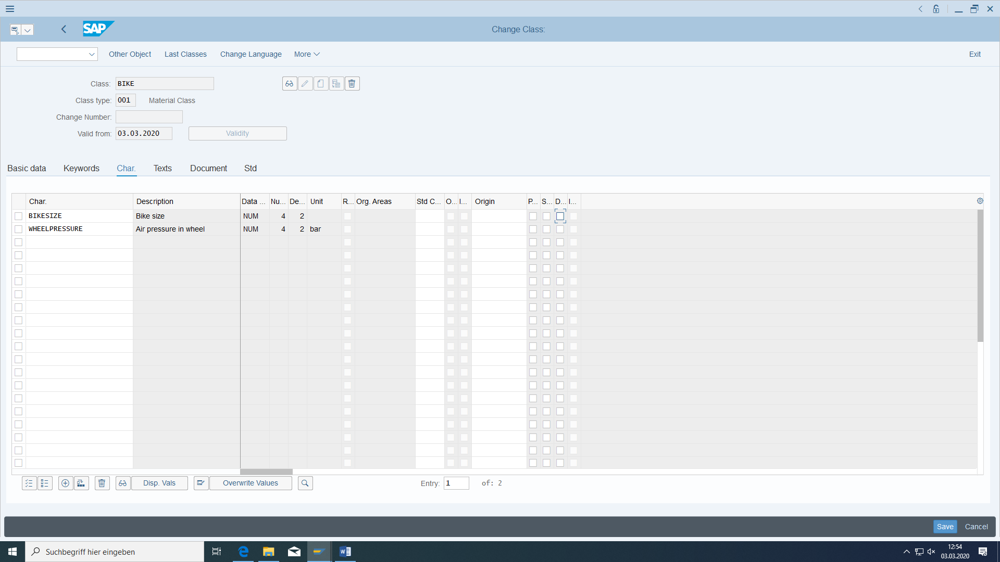 SAP
Change Class:
Other Object Last Classes Change Language More Exit
Class: BIKE
Class type: 001 Material Class
Change Number:
Valid from: 03.03.2020 Validity
Basic data Keywords Char. Texts Document Std
Char. Description Data ... Nu... De... Unit R... Org. Areas Std C... O... I... Origin P... S... D... I...
BIKESIZE Bike size NUM 4 2
WHEELPRESSURE Air pressure in wheel NUM 4 2 bar
Disp. Vals Overwrite Values Entry: 1 of: 2
Save Cancel
Suchbegriff hier eingeben 12:54
03.03.2020